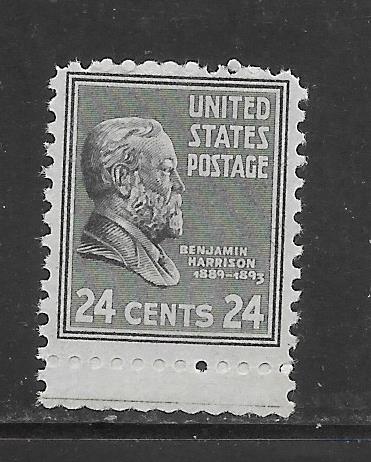 UNITED
STATES
POSTAGE
BENJAMIN
HARRISON
1889-1893
24 CENTS 24